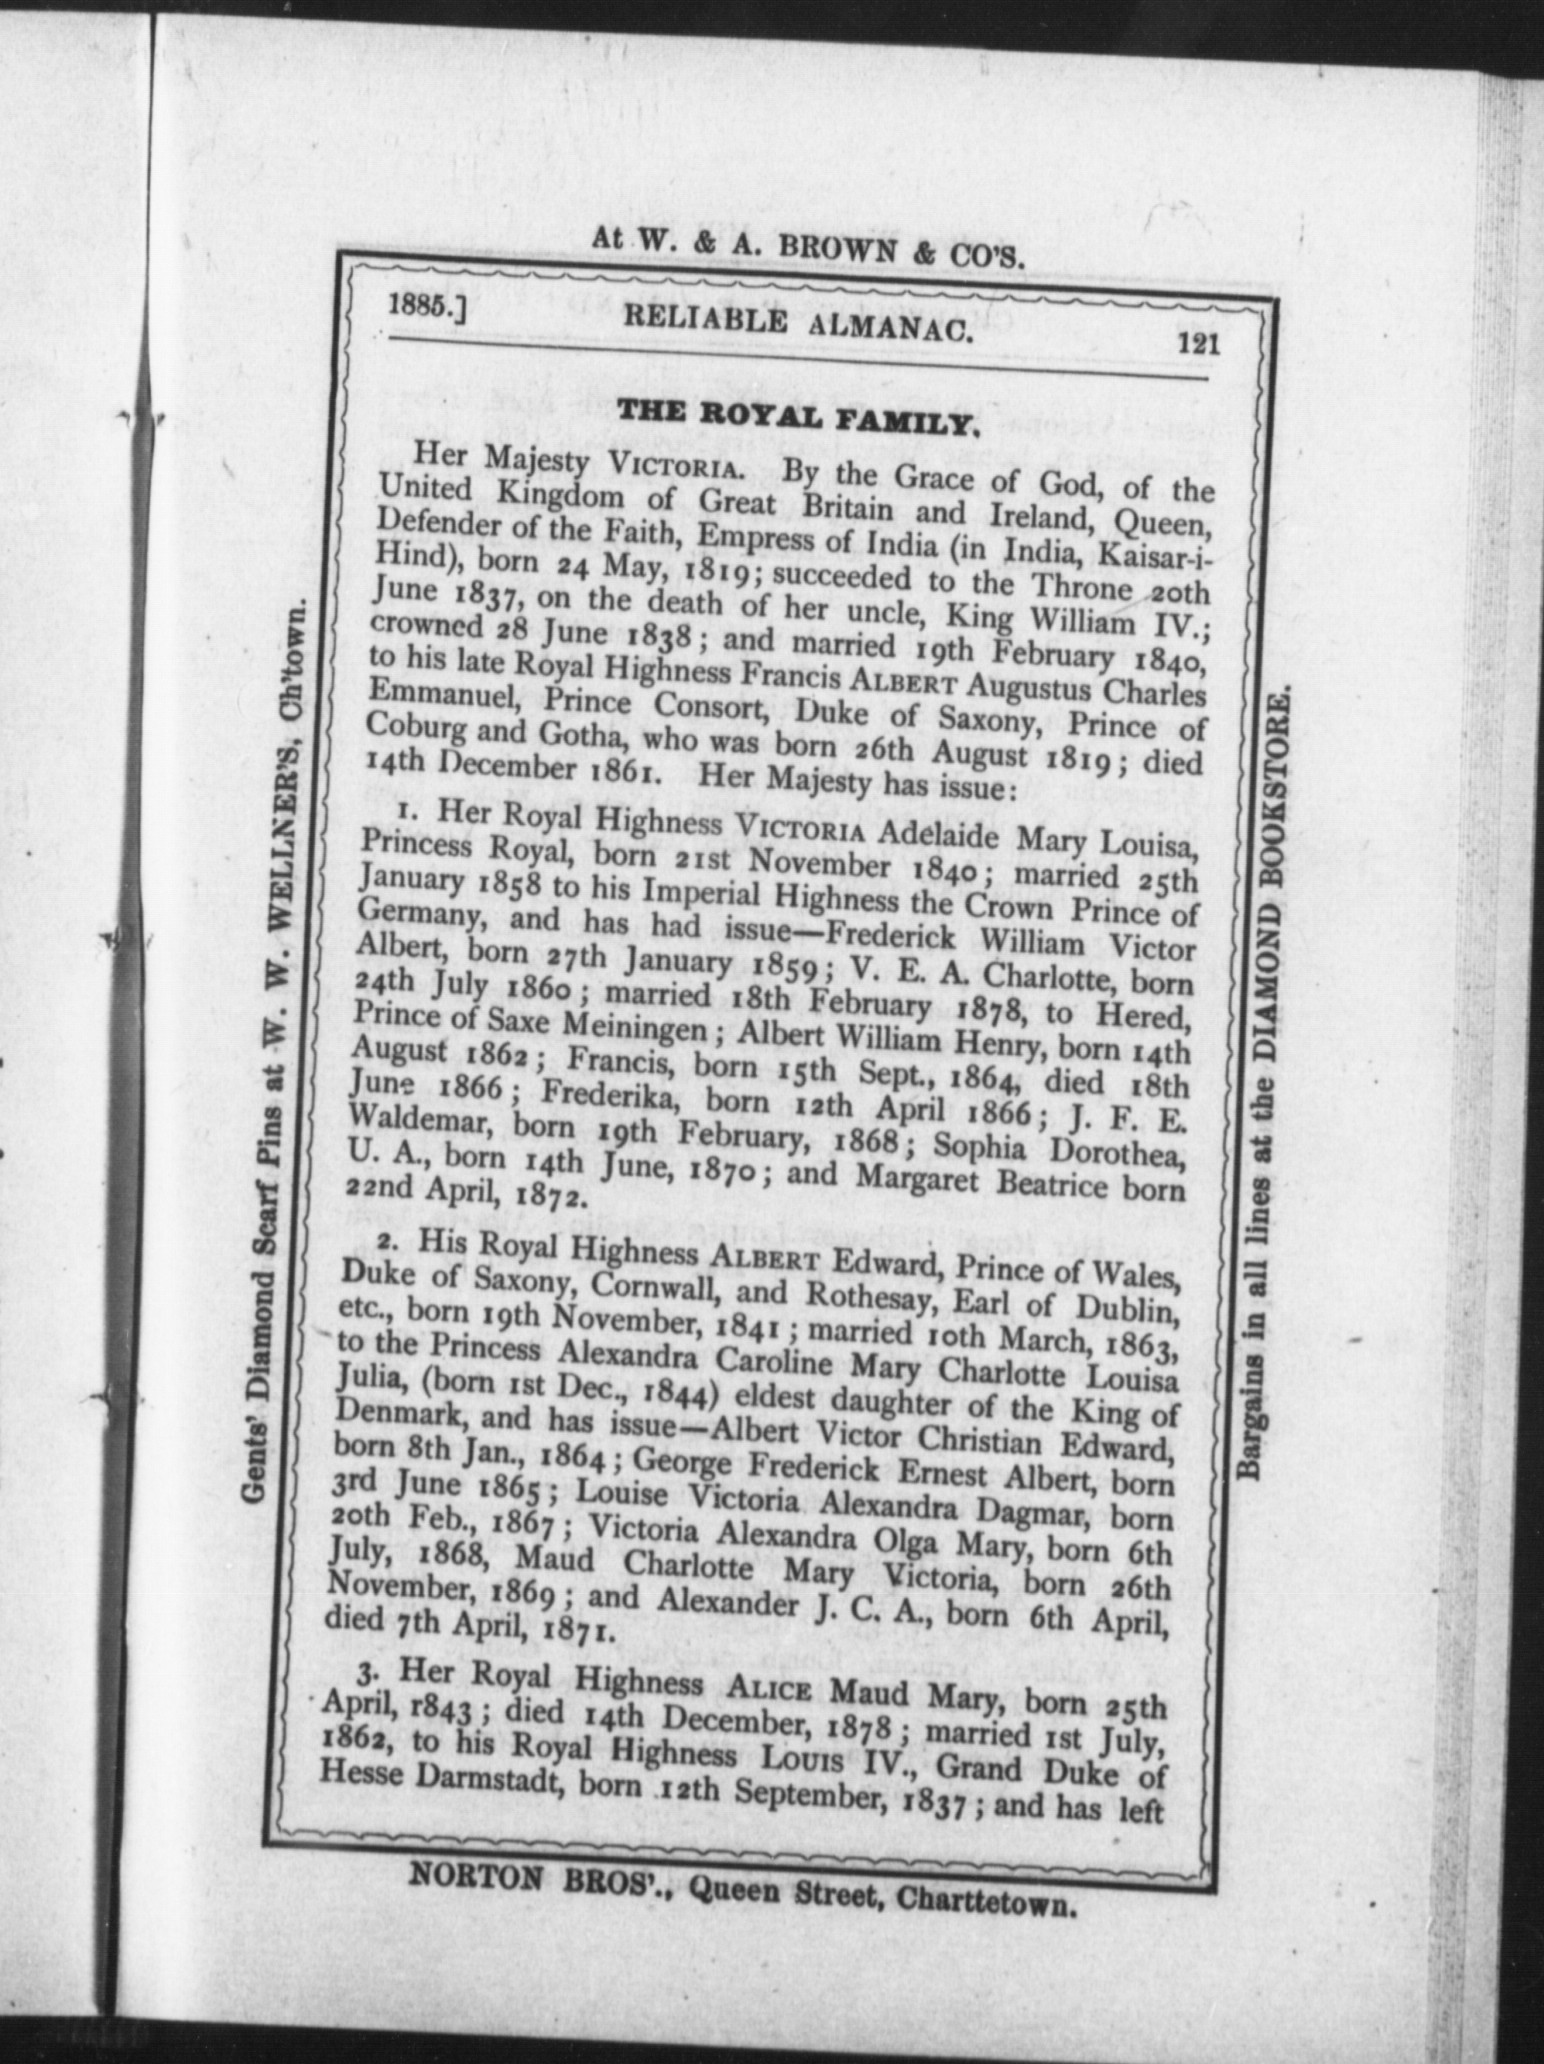 At W. & A. BROWN & CO'S.
1885.] RELIABLE ALMANAC. 121
THE ROYAL FAMILY.
Her Majesty VICTORIA. By the Grace of God, of the
United Kingdom of Great Britain and Ireland, Queen,
Defender of the Faith, Empress of India (in India, Kaisar-i-
Hind), born 24 May, 1819; succeeded to the Throne 20th
June 1837, on the death of her uncle, King William IV.;
crowned 28 June 1838; and married 19th February 1840,
to his late Royal Highness Francis ALBERT Augustus Charles
Emmanuel, Prince Consort, Duke of Saxony, Prince of
Coburg and Gotha, who was born 26th August 1819; died
14th December 1861. Her Majesty has issue:
1. Her Royal Highness VICTORIA Adelaide Mary Louisa,
Princess Royal, born 21st November 1840; married 25th
January 1858 to his Imperial Highness the Crown Prince of
Germany, and has had issue—Frederick William Victor
Albert, born 27th January 1859; V. E. A. Charlotte, born
24th July 1860; married 18th February 1878, to Hered,
Prince of Saxe Meiningen; Albert William Henry, born 14th
August 1862; Francis, born 15th Sept., 1864, died 18th
June 1866; Frederika, born 12th April 1866; J. F. E.
Waldemar, born 19th February, 1868; Sophia Dorothea,
U. A., born 14th June, 1870; and Margaret Beatrice born
22nd April, 1872.
2. His Royal Highness ALBERT Edward, Prince of Wales,
Duke of Saxony, Cornwall, and Rothesay, Earl of Dublin,
etc., born 19th November, 1841; married 10th March, 1863,
to the Princess Alexandra Caroline Mary Charlotte Louisa
Julia, (born 1st Dec., 1844) eldest daughter of the King of
Denmark, and has issue—Albert Victor Christian Edward,
born 8th Jan., 1864; George Frederick Ernest Albert, born
3rd June 1865; Louise Victoria Alexandra Dagmar, born
20th Feb., 1867; Victoria Alexandra Olga Mary, born 6th
July, 1868, Maud Charlotte Mary Victoria, born 26th
November, 1869; and Alexander J. C. A., born 6th April,
died 7th April, 1871.
3. Her Royal Highness ALICE Maud Mary, born 25th
April, r843; died 14th December, 1878; married 1st July,
1862, to his Royal Highness LOUIS IV., Grand Duke of
Hesse Darmstadt, born 12th September, 1837; and has left
NORTON BROS'., Queen Street, Charttetown.
Gents' Diamond Scarf Pins at W. W. WELLNER'S, Ch'town.
Bargains in all lines at the DIAMOND BOOKSTORE.